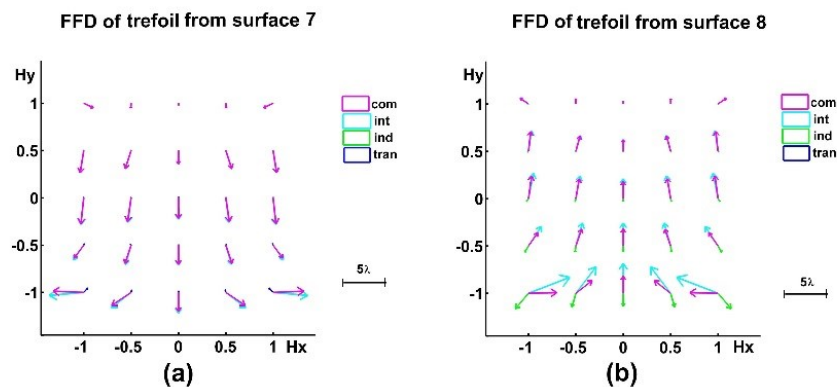 FFD of trefoil from surface 7
Hy
1
0.5
0
-0.5
-1
-1 -0.5 0 0.5 1 Hx
com
int
ind
tran
5λ
(a)
FFD of trefoil from surface 8
Hy
1
0.5
0
-0.5
-1
-1 -0.5 0 0.5 1 Hx
com
int
ind
tran
5λ
(b)